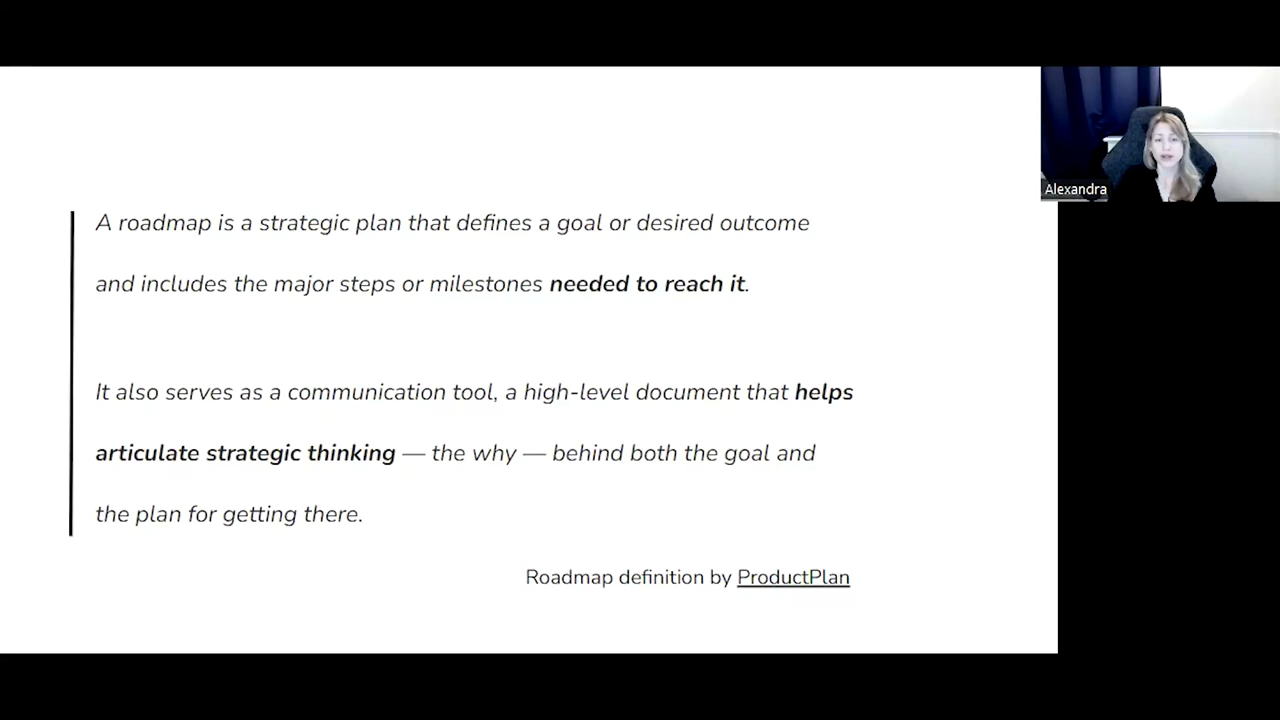 A roadmap is a strategic plan that defines a goal or desired outcome
and includes the major steps or milestones needed to reach it.
It also serves as a communication tool, a high-level document that helps
articulate strategic thinking — the why — behind both the goal and
the plan for getting there.
Roadmap definition by ProductPlan
Alexandra